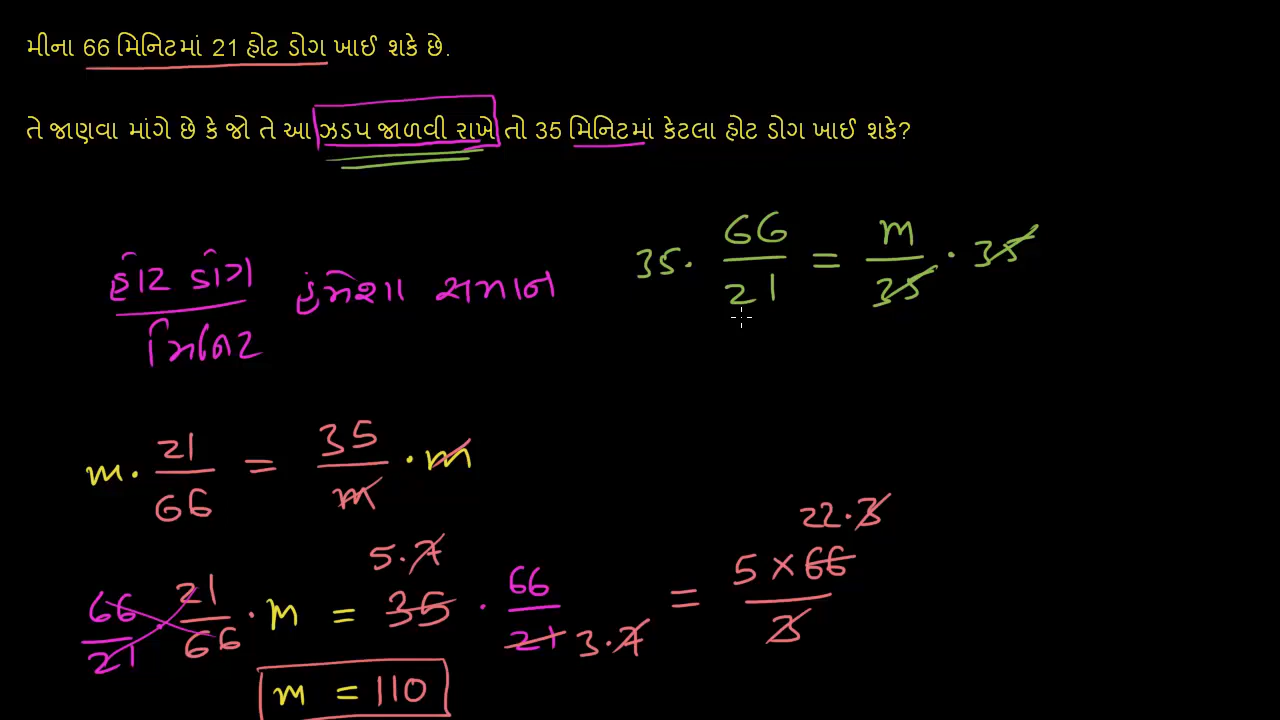 મીના 66 મિનિટમાં 21 હોટ ડોગ ખાઈ શકે છે.
તે જાણવા માંગે છે કે જો તે આ ઝડપ જાળવી રાખે તો 35 મિનિટમાં કેટલા હોટ ડોગ ખાઈ શકે?
35 · 66/21 = m/35 · 35
હોટ ડોગ/મિનિટ હંમેશા સમાન
m · 21/66 = 35/m · m
22 · 3
5 · 7
66/21 21/66 · m = 35 · 66/21 3 · 7 = 5 × 66/3
m = 110